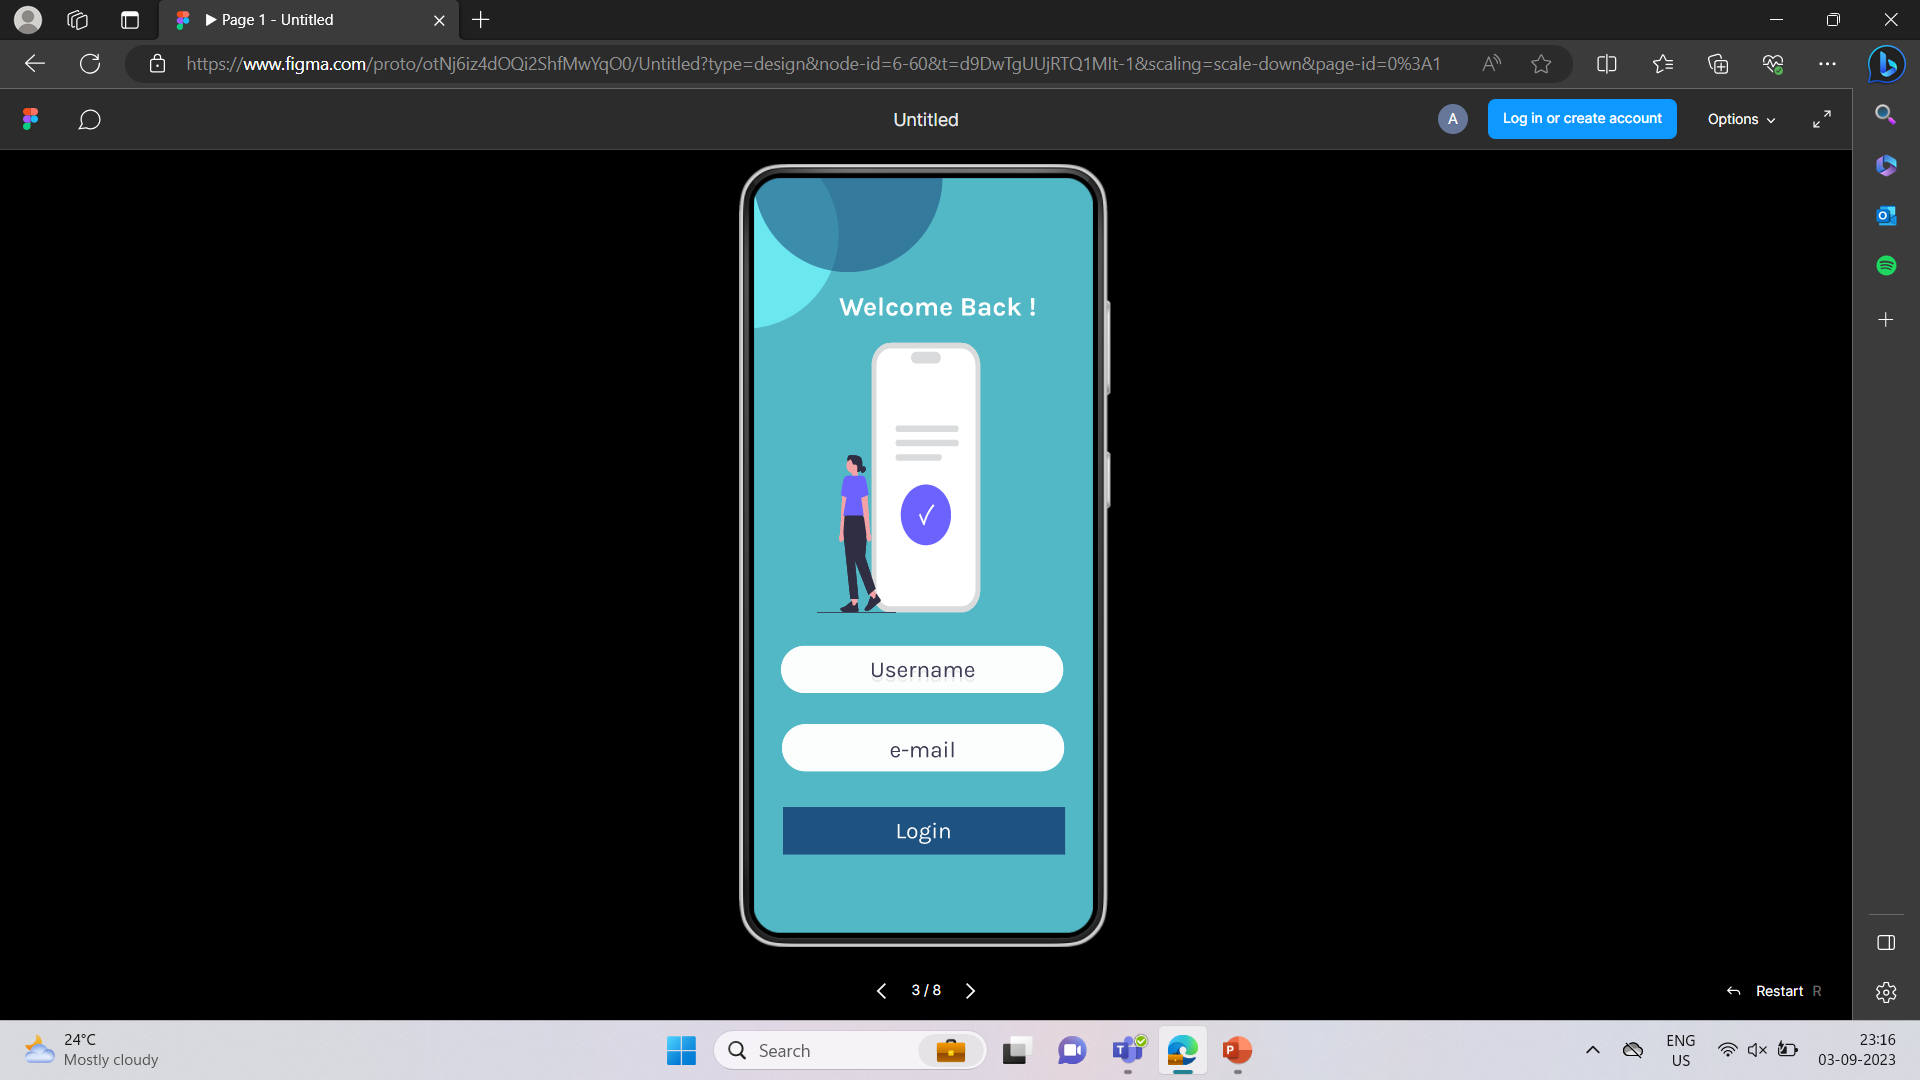 Page 1 - Untitled
https://www.figma.com/proto/otNj6iz4dOQi2ShfMwYqO0/Untitled?type=design&node-id=6-60&t=d9DwTgUUjRTQ1MIt-1&scaling=scale-down&page-id=0%3A1
Untitled
A
Log in or create account
Options
Welcome Back !
Username
e-mail
Login
3 / 8
Restart R
24°C
Mostly cloudy
Search
ENG
US
23:16
03-09-2023